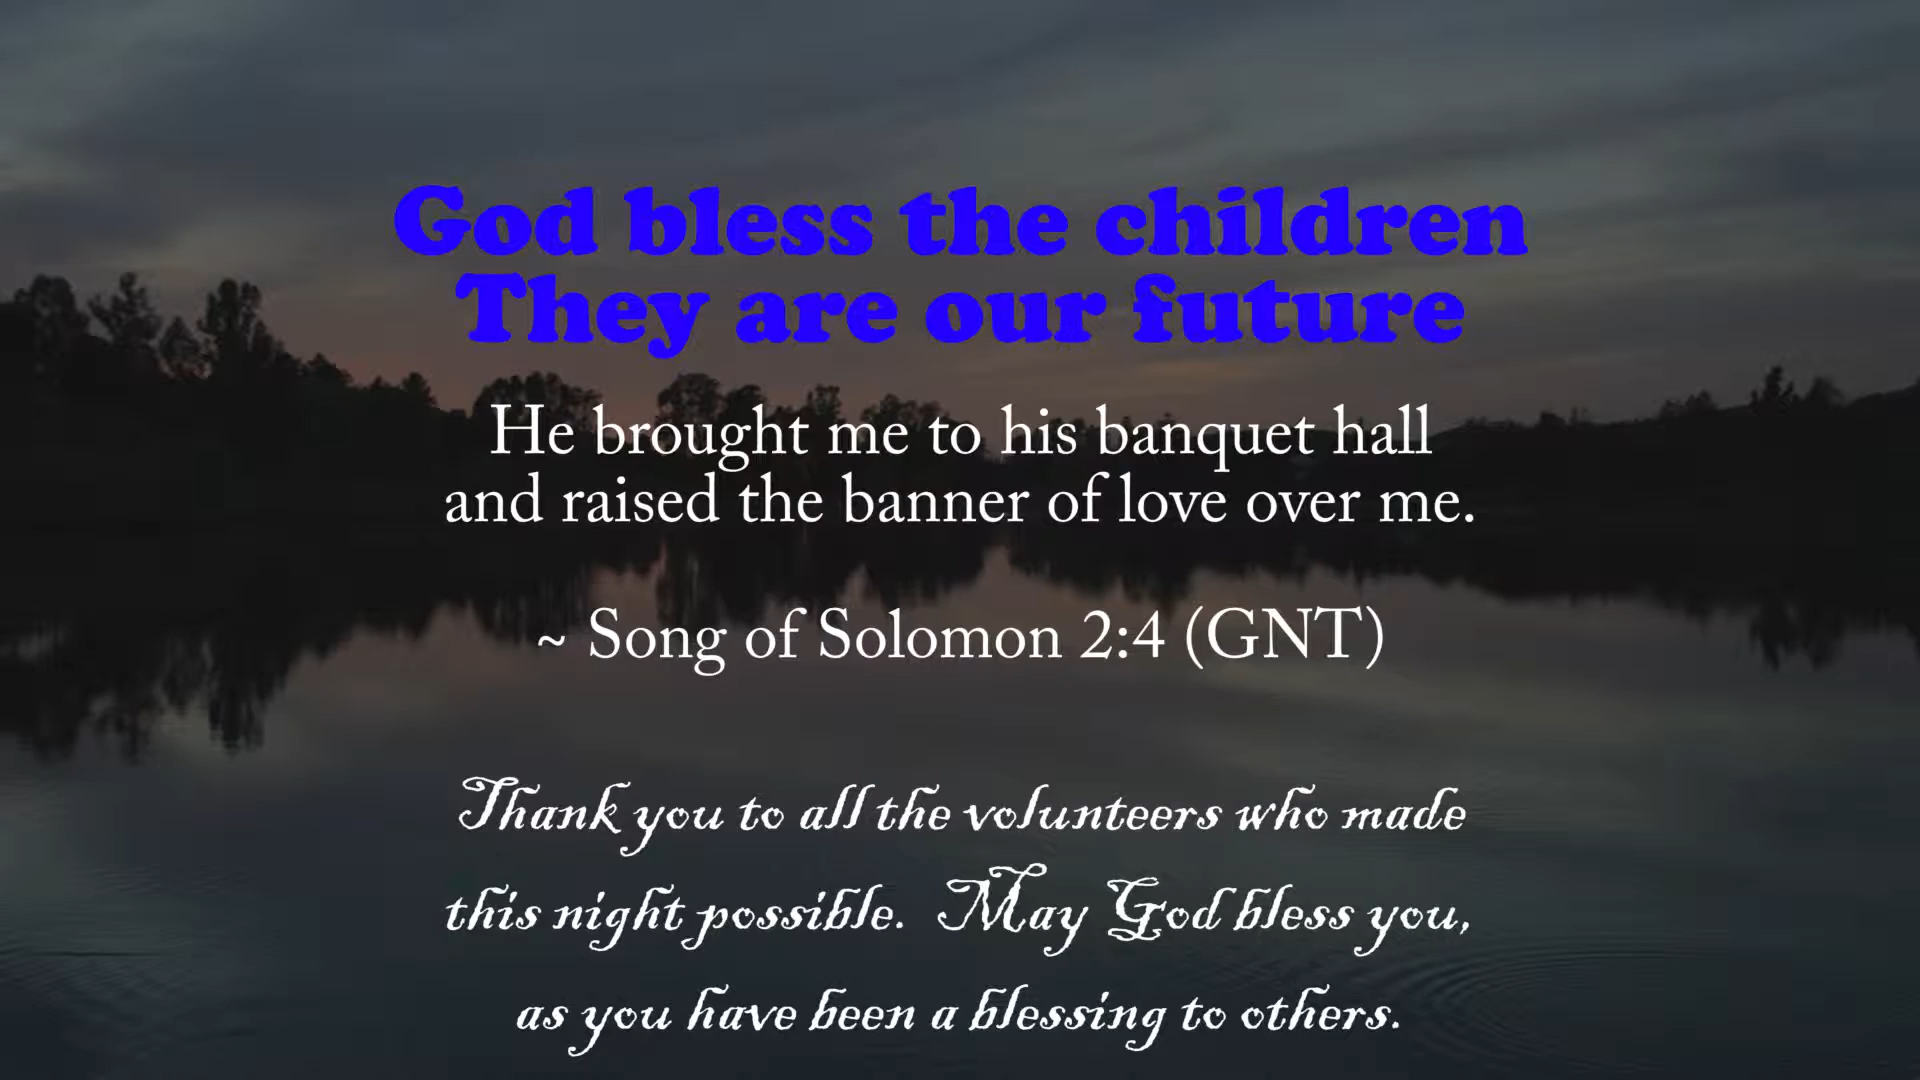 God bless the children
They are our future
He brought me to his banquet hall
and raised the banner of love over me.
~ Song of Solomon 2:4 (GNT)
Thank you to all the volunteers who made
this night possible.  May God bless you,
as you have been a blessing to others.